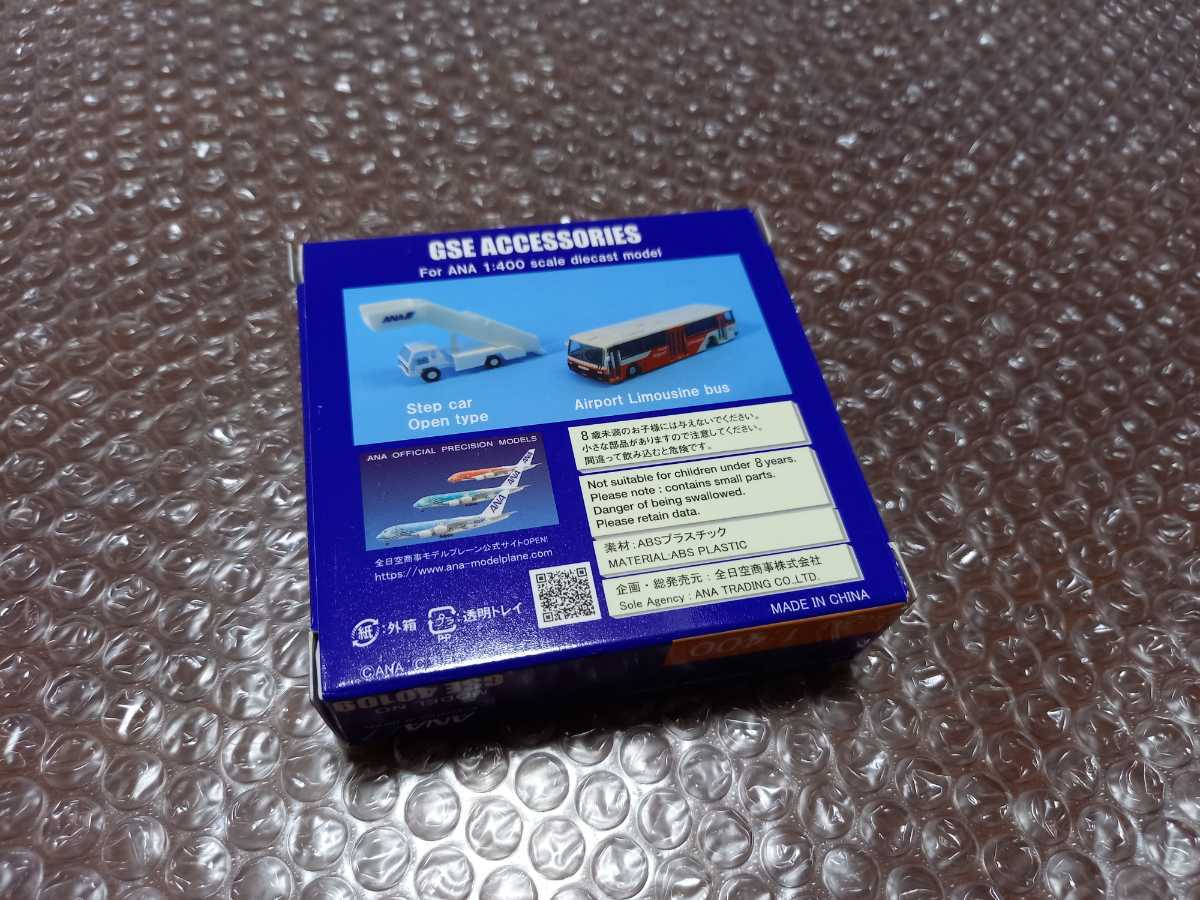 GSE ACCESSORIES
For ANA 1:400 scale diecast model
ANA
Step car
Open type
Airport Limousine bus
ANA OFFICIAL PRECISION MODELS
ANA
ANA
ANA
全日空商事モデルプレーン公式サイトOPEN!
https://www.ana-modelplane.com
紙:外箱
PP
透明トレイ
©ANA
8歳未満のお子様には与えないでください。
小さな部品がありますので注意してください。
間違って飲み込むと危険です。
Not suitable for children under 8 years.
Please note : contains small parts.
Danger of being swallowed.
Please retain data.
素材:ABSプラスチック
MATERIAL:ABS PLASTIC
企画・総発売元:全日空商事株式会社
Sole Agency : ANA TRADING CO.,LTD.
MADE IN CHINA
400
MODEL NO.
ANA